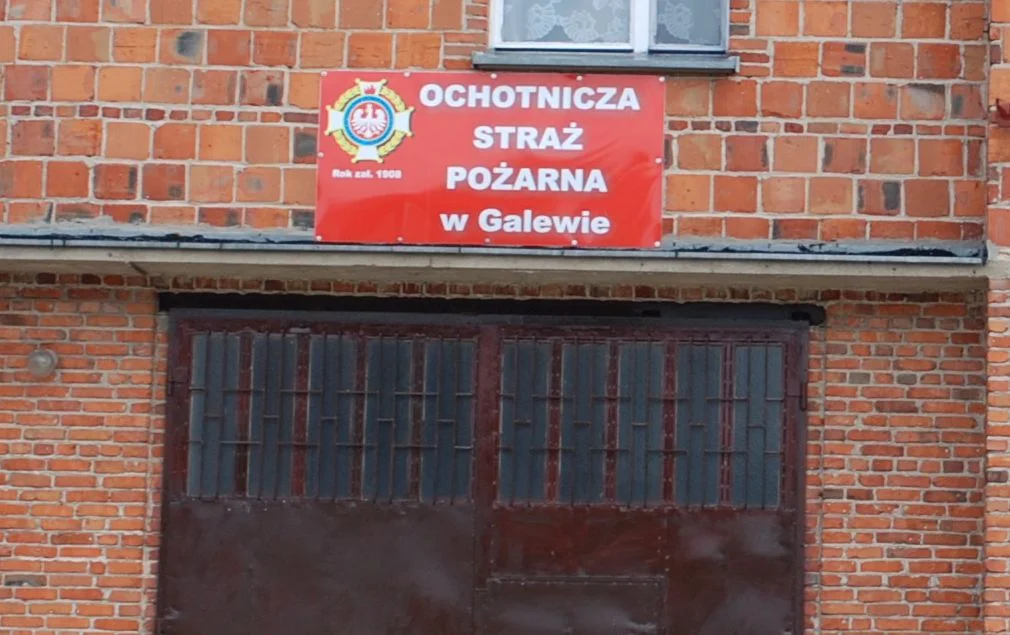 OCHOTNICZA
STRAŻ
POŻARNA
w Galewie
Rok zał. 1908